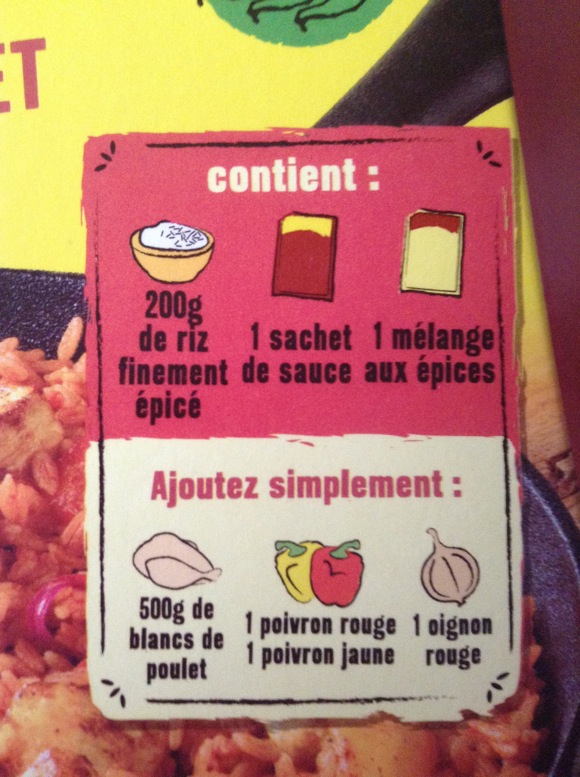 ET
contient :
200g
de riz
finement
épicé
1 sachet
de sauce
1 mélange
aux épices
Ajoutez simplement :
500g de
blancs de
poulet
1 poivron rouge
1 poivron jaune
1 oignon
rouge